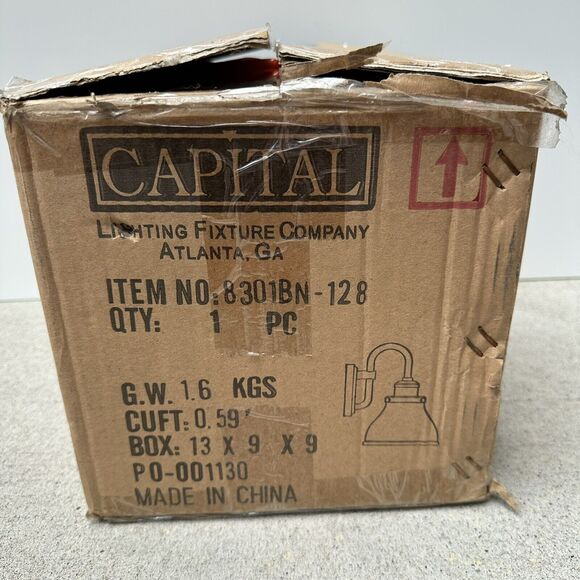 CAPITAL
LIGHTING FIXTURE COMPANY
ATLANTA, GA
ITEM NO: 8301BN-128
QTY: 1 PC
G.W. 1.6 KGS
CUFT: 0.59'
BOX: 13 X 9 X 9
PO-001130
MADE IN CHINA